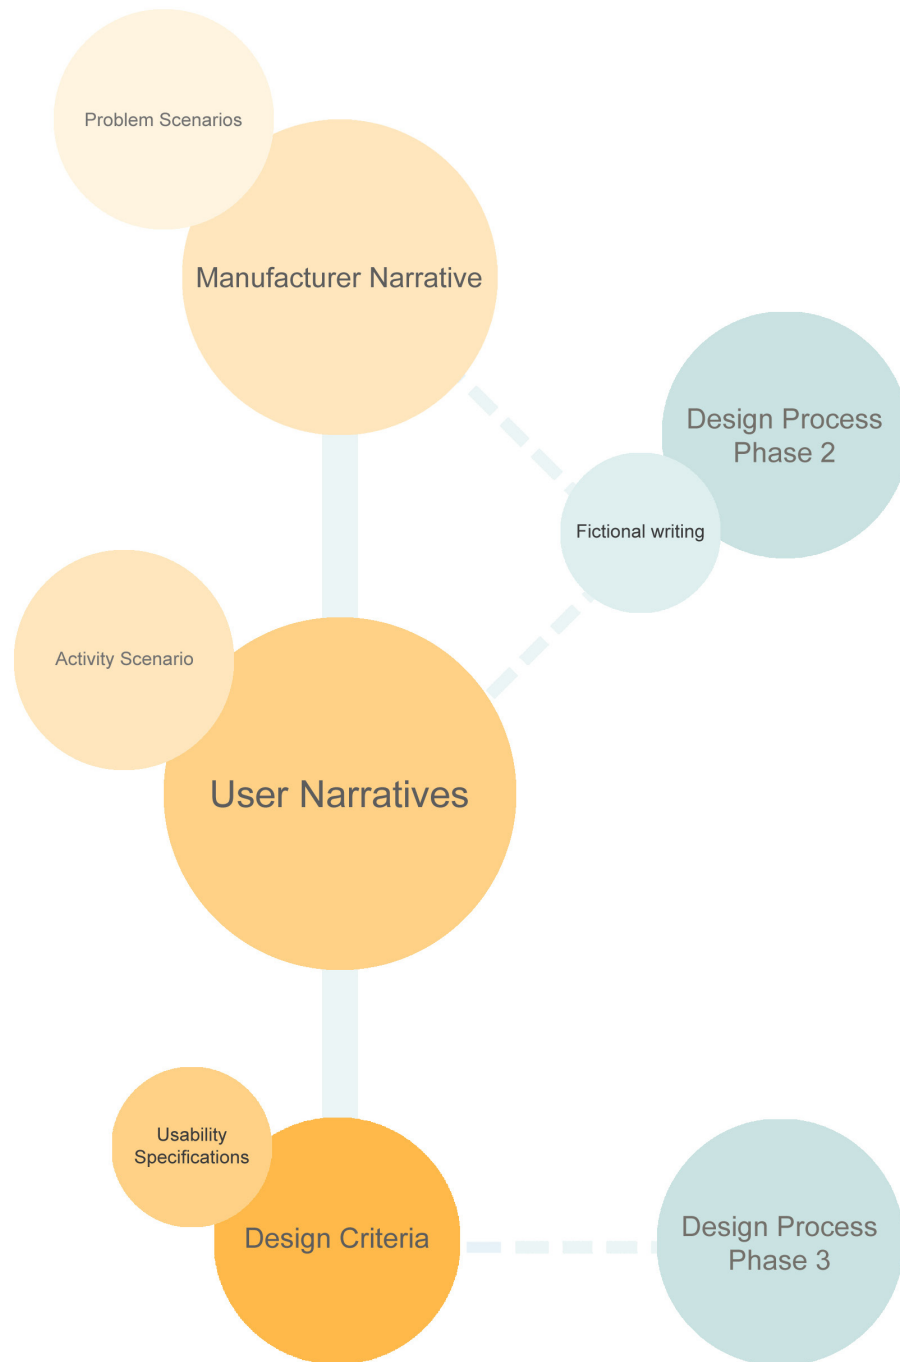 Problem Scenarios
Manufacturer Narrative
Design Process
Phase 2
Fictional writing
Activity Scenario
User Narratives
Usability
Specifications
Design Criteria
Design Process
Phase 3